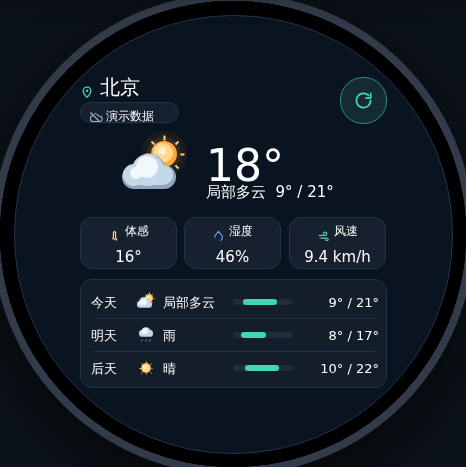 北京
演示数据
18°
局部多云 9° / 21°
体感 湿度 风速
16° 46% 9.4 km/h
今天 局部多云 9° / 21°
明天 雨 8° / 17°
后天 晴 10° / 22°